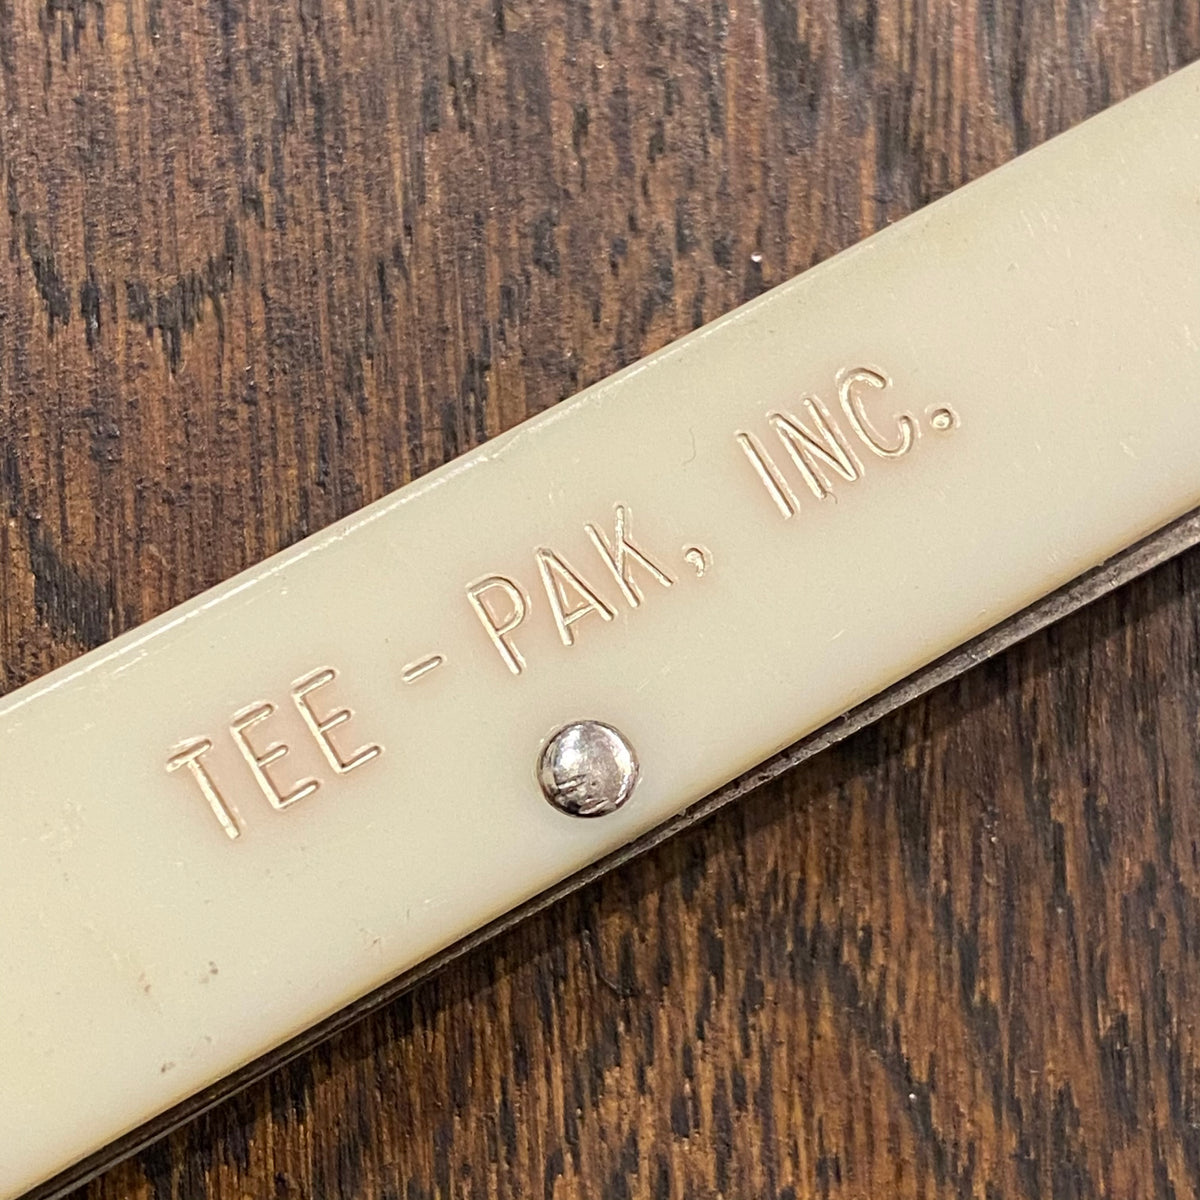 TEE - PAK, INC.